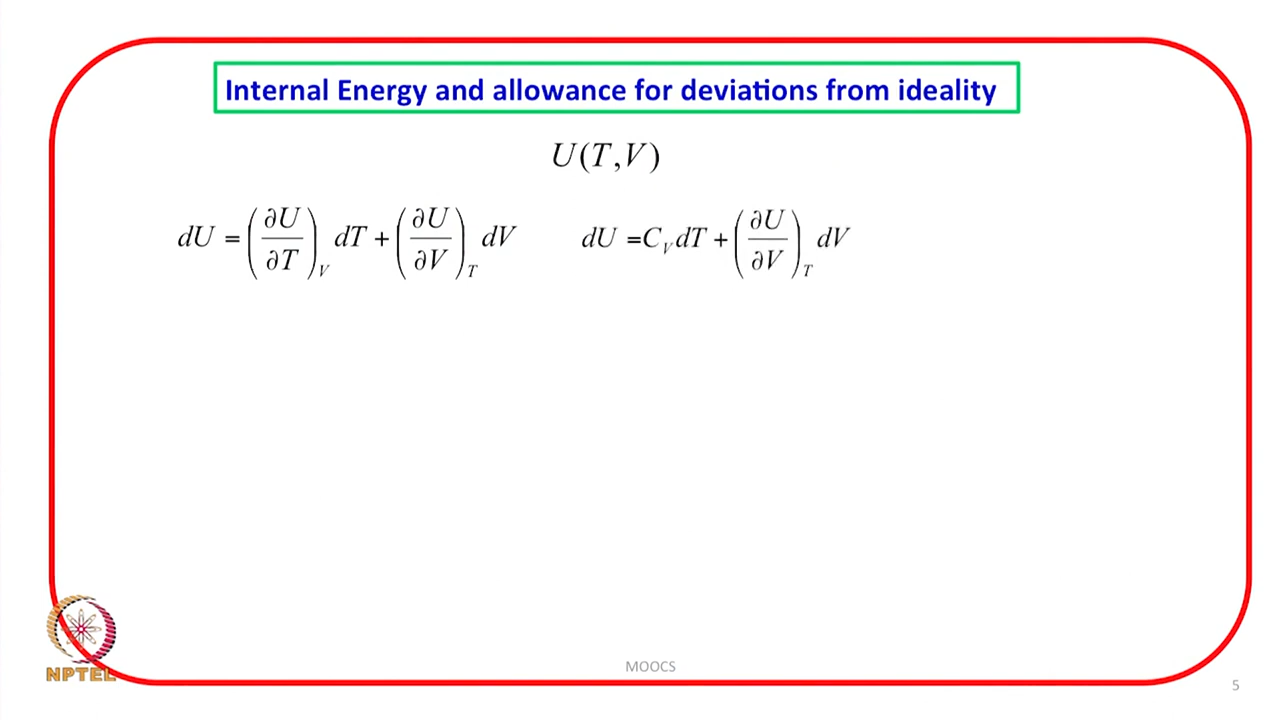 Internal Energy and allowance for deviations from ideality
U(T,V)
dU = (∂U/∂T)_V dT + (∂U/∂V)_T dV    dU = C_V dT + (∂U/∂V)_T dV
NPTEL
MOOCS
5